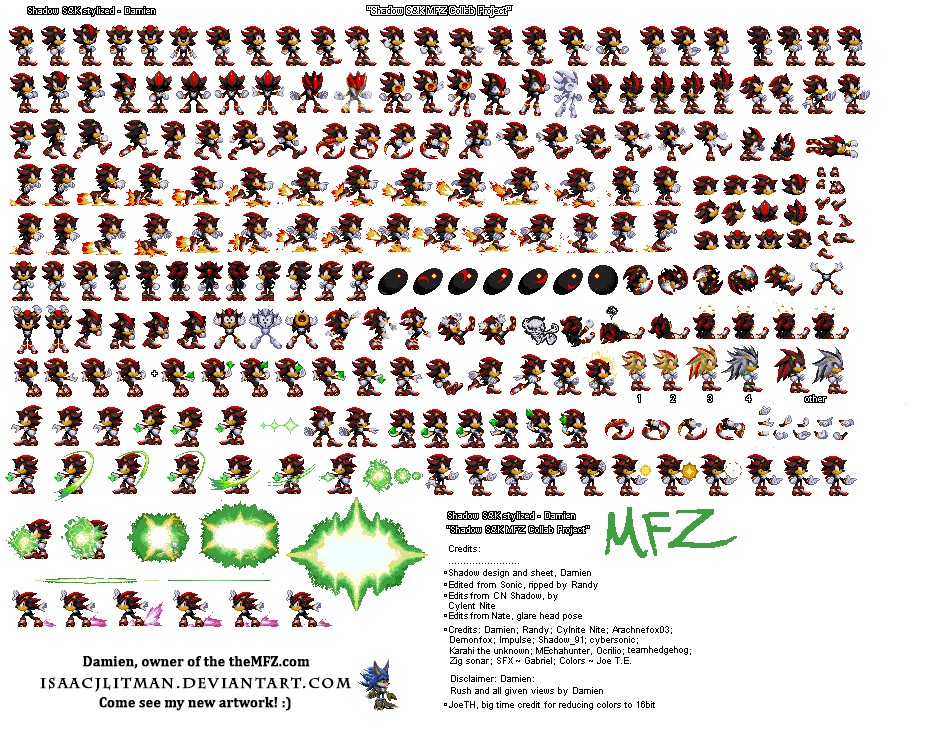 Shadow S&K stylized - Damien
"Shadow S&K MFZ Collab Project"
+
1 2 3 4 other
Shadow S&K stylized - Damien
"Shadow S&K MFZ Collab Project"
MFZ
Credits:
........................
Shadow design and sheet, Damien
Edited from Sonic, ripped by Randy
Edits from CN Shadow, by
Cylent Nite
Edits from Nate, glare head pose
Credits: Damien; Randy; Cylnite Nite; Arachnefox03;
Demonfox; Impulse; Shadow_91; cybersonic;
Karahi the unknown; MEchahunter, Ocrilio; teamhedgehog;
Zig sonar; SFX ~ Gabriel; Colors ~ Joe T.E.
Disclaimer: Damien:
Rush and all given views by Damien
JoeTH, big time credit for reducing colors to 16bit
Damien, owner of the theMFZ.com
ISAACJLITMAN.DEVIANTART.COM
Come see my new artwork! :)